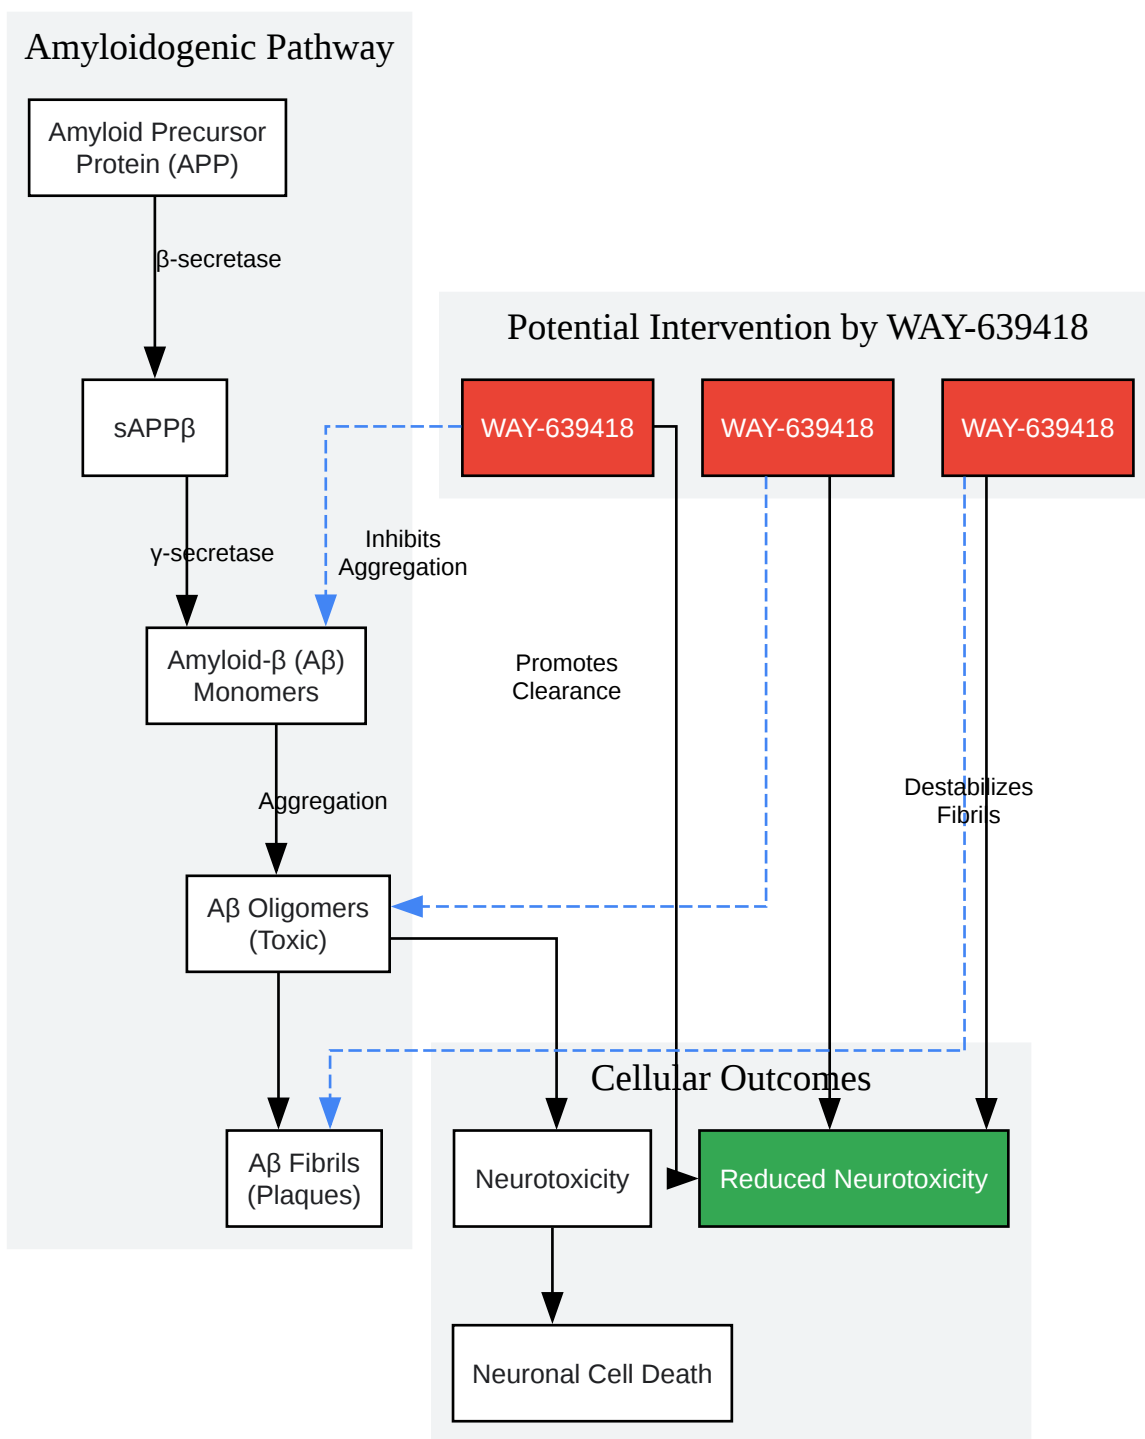 Amyloidogenic Pathway
Amyloid Precursor
Protein (APP)
β-secretase
Potential Intervention by WAY-639418
sAPPβ
WAY-639418
WAY-639418
WAY-639418
γ-secretase
Inhibits
Aggregation
Amyloid-β (Aβ)
Monomers
Promotes
Clearance
Aggregation
Destabilizes
Fibrils
Aβ Oligomers
(Toxic)
Cellular Outcomes
Aβ Fibrils
(Plaques)
Neurotoxicity
Reduced Neurotoxicity
Neuronal Cell Death